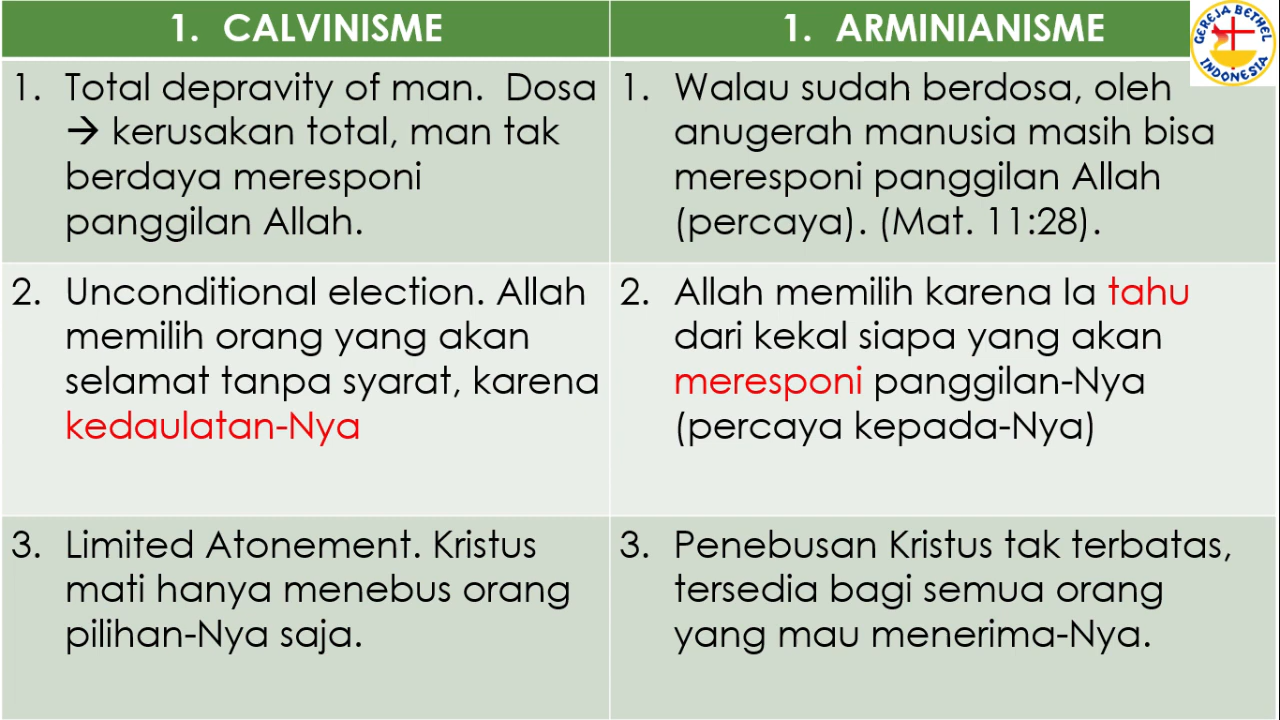 1. CALVINISME
1. ARMINIANISME
GEREJA BETHEL
INDONESIA
1. Total depravity of man. Dosa
→ kerusakan total, man tak
berdaya meresponi
panggilan Allah.
1. Walau sudah berdosa, oleh
anugerah manusia masih bisa
meresponi panggilan Allah
(percaya). (Mat. 11:28).
2. Unconditional election. Allah
memilih orang yang akan
selamat tanpa syarat, karena
kedaulatan-Nya
2. Allah memilih karena Ia tahu
dari kekal siapa yang akan
meresponi panggilan-Nya
(percaya kepada-Nya)
3. Limited Atonement. Kristus
mati hanya menebus orang
pilihan-Nya saja.
3. Penebusan Kristus tak terbatas,
tersedia bagi semua orang
yang mau menerima-Nya.